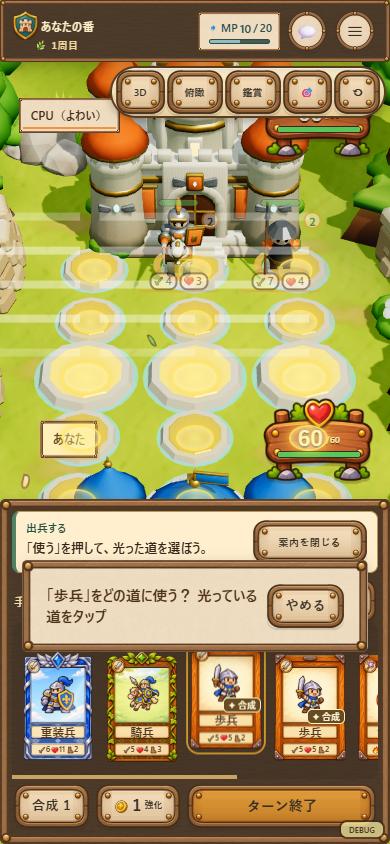 あなたの番
1周目
MP 10 / 20
3D
俯瞰
鑑賞
CPU（よわい）
2
2
4
3
7
4
あなた
60/60
出兵する
「使う」を押して、光った道を選ぼう。
案内を閉じる
「歩兵」をどの道に使う？ 光っている
道をタップ
やめる
重装兵
6 11 2
騎兵
5 4 3
合成
歩兵
5 5 2
合成
歩兵
5 5 2
合成 1
1 強化
ターン終了
DEBUG